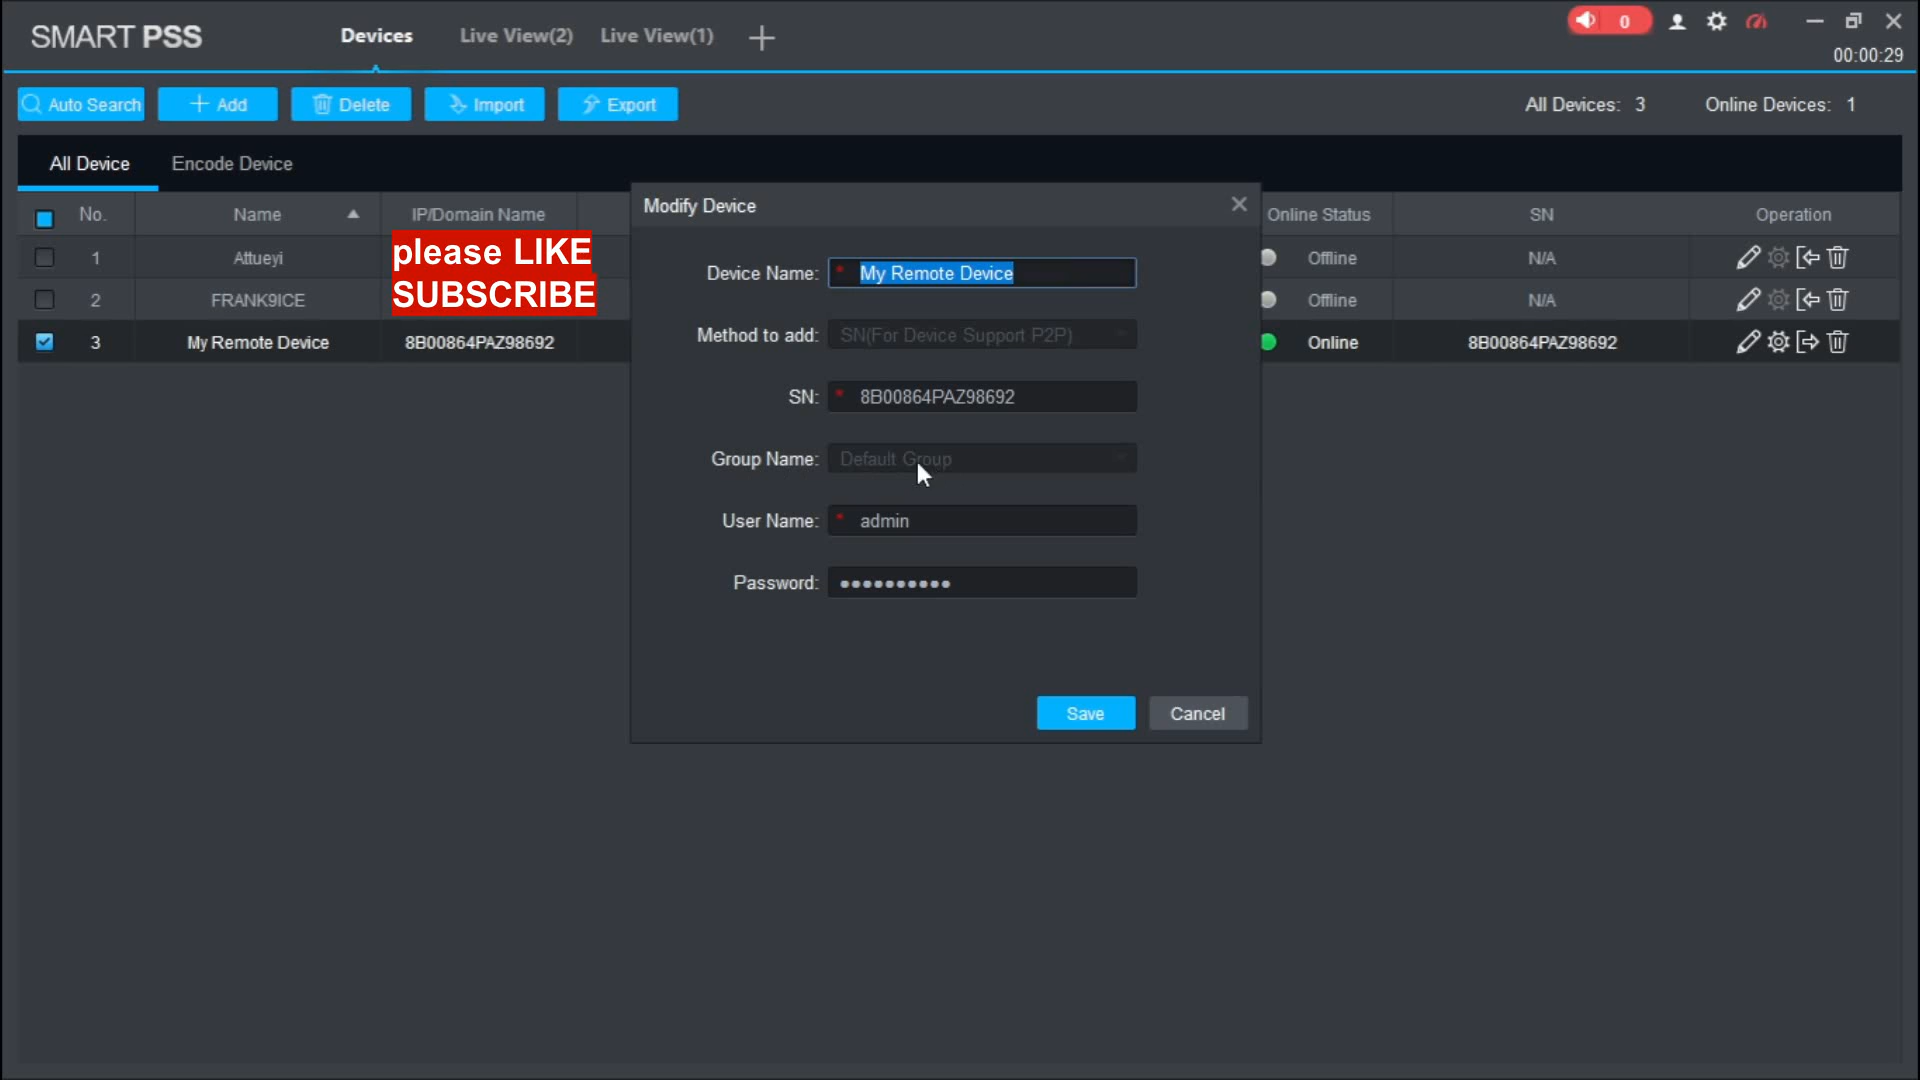 SMART PSS
Devices
Live View(2)
Live View(1)
0
00:00:29
Auto Search
Add
Delete
Import
Export
All Devices: 3
Online Devices: 1
All Device
Encode Device
No.
Name
IP/Domain Name
Online Status
SN
Operation
1
Attueyi
Offline
N/A
2
FRANK9ICE
Offline
N/A
3
My Remote Device
8B00864PAZ98692
Online
8B00864PAZ98692
please LIKE
SUBSCRIBE
Modify Device
Device Name: * My Remote Device
Method to add: SN(For Device Support P2P)
SN: * 8B00864PAZ98692
Group Name: Default Group
User Name: * admin
Password: ●●●●●●●●●●
Save
Cancel